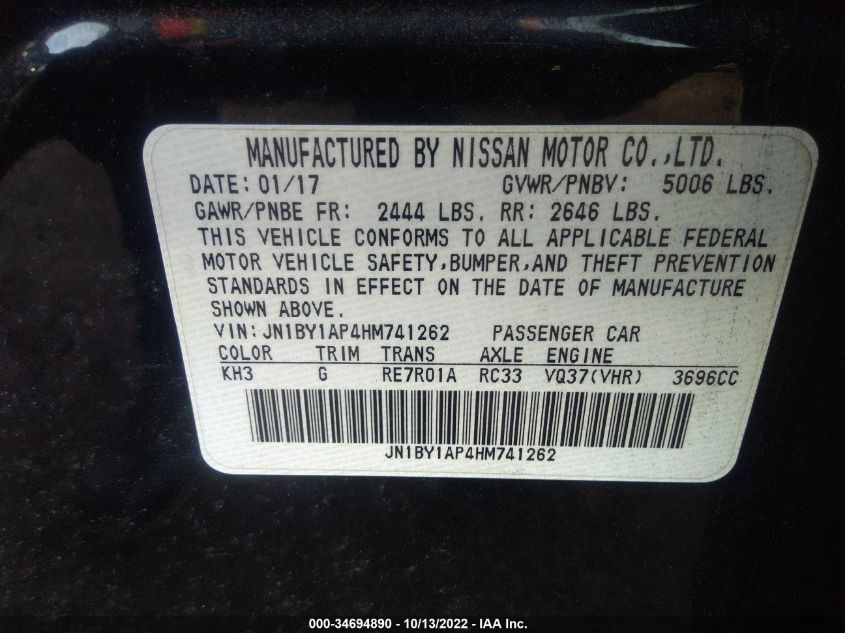 MANUFACTURED BY NISSAN MOTOR CO.,LTD.
DATE: 01/17 GVWR/PNBV: 5006 LBS.
GAWR/PNBE FR: 2444 LBS. RR: 2646 LBS.
THIS VEHICLE CONFORMS TO ALL APPLICABLE FEDERAL
MOTOR VEHICLE SAFETY,BUMPER,AND THEFT PREVENTION
STANDARDS IN EFFECT ON THE DATE OF MANUFACTURE
SHOWN ABOVE.
VIN: JN1BY1AP4HM741262 PASSENGER CAR
COLOR TRIM TRANS AXLE ENGINE
KH3 G RE7R01A RC33 VQ37(VHR) 3696CC
JN1BY1AP4HM741262
000-34694890 - 10/13/2022 - IAA Inc.